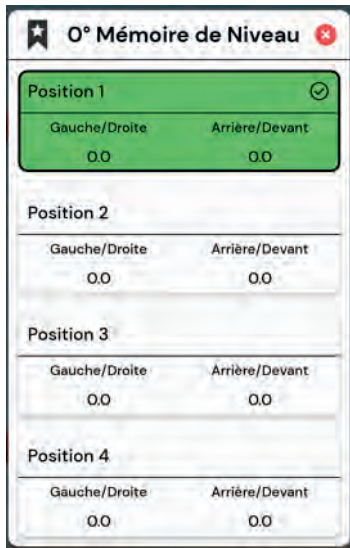 0° Mémoire de Niveau
Position 1
Gauche/Droite Arrière/Devant
0.0 0.0
Position 2
Gauche/Droite Arrière/Devant
0.0 0.0
Position 3
Gauche/Droite Arrière/Devant
0.0 0.0
Position 4
Gauche/Droite Arrière/Devant
0.0 0.0